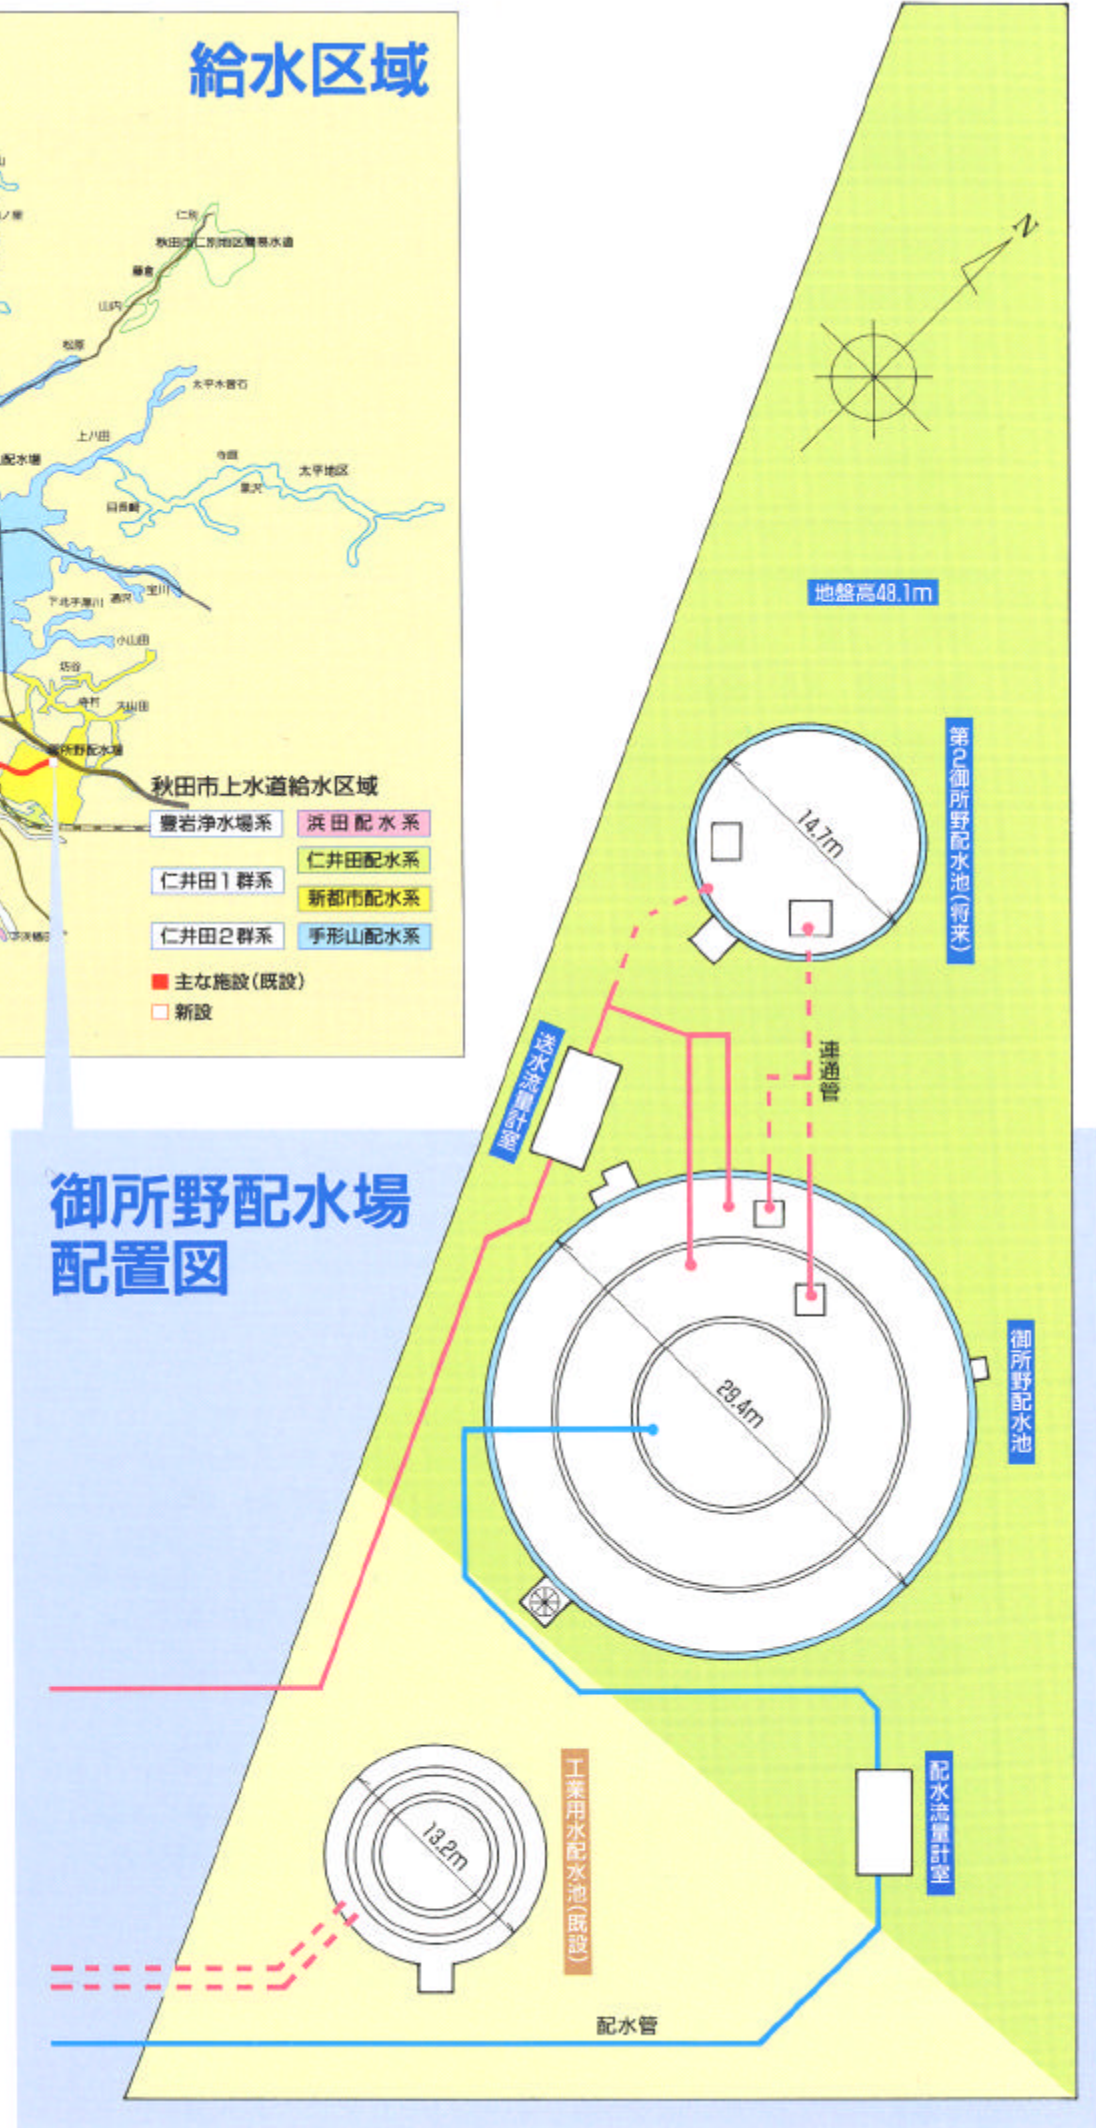 給水区域
仁別
秋田市仁別地区簡易水道
藤倉
山内
松原
太平木曽石
上八田
配水場
寺庭
太平地区
黒沢
目長崎
宝川
下北手黒川
小山田
坊谷
寺村
大山田
御所野配水場
秋田市上水道給水区域
豊岩浄水場系
浜田配水系
仁井田配水系
仁井田1群系
新都市配水系
仁井田2群系
手形山配水系
主な施設(既設)
新設
N
地盤高48.1m
第2御所野配水池(将来)
14.7m
連通管
送水流量計室
御所野配水場
配置図
御所野配水池
29.4m
工業用水配水池(既設)
13.2m
配水流量計室
配水管